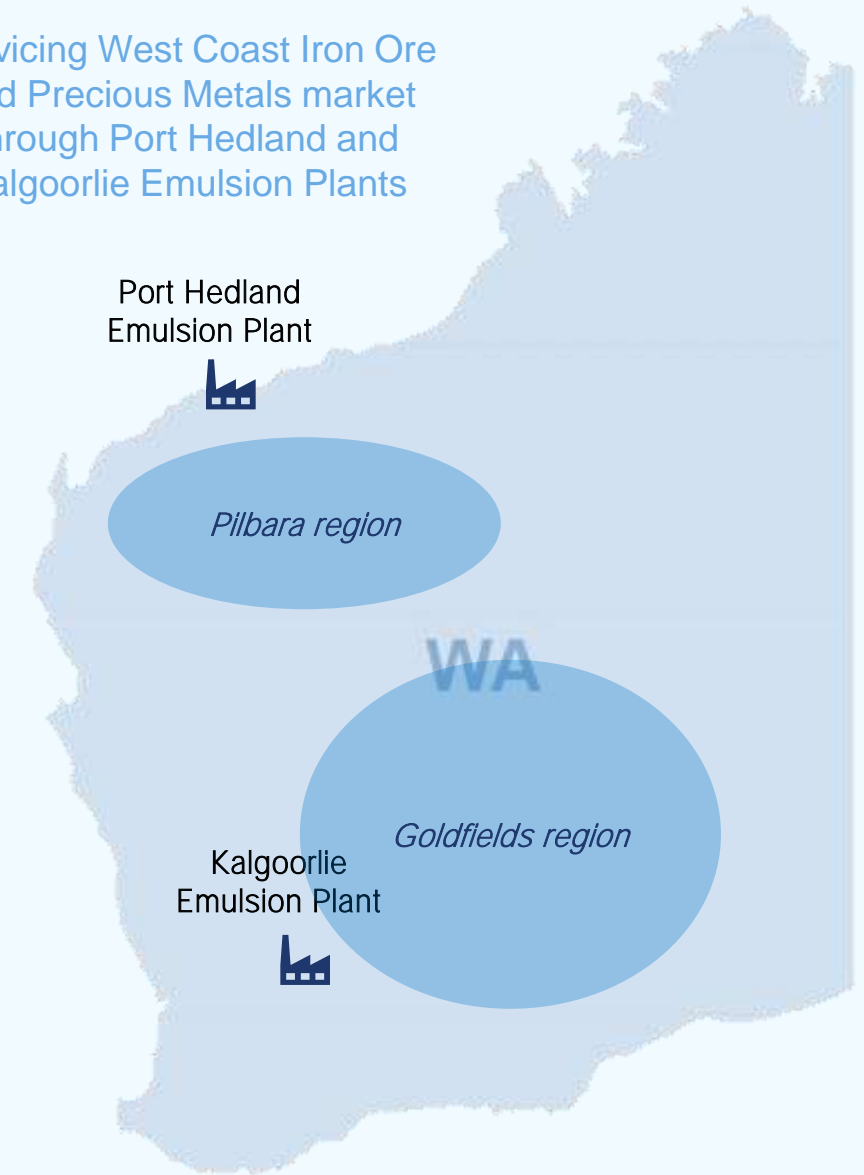 vicing West Coast Iron Ore
d Precious Metals market
hrough Port Hedland and
algoorlie Emulsion Plants
Port Hedland
Emulsion Plant
Pilbara region
WA
Goldfields region
Kalgoorlie
Emulsion Plant